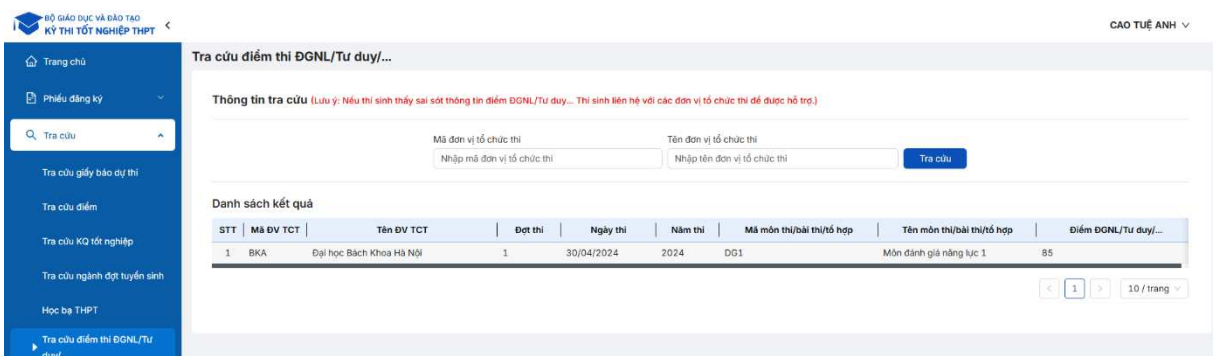 BỘ GIÁO DỤC VÀ ĐÀO TẠO
KỲ THI TỐT NGHIỆP THPT
CAO TUỆ ANH
Trang chủ
Phiếu đăng ký
Tra cứu
Tra cứu giấy báo dự thi
Tra cứu điểm
Tra cứu KQ tốt nghiệp
Tra cứu ngành đợt tuyển sinh
Học bạ THPT
Tra cứu điểm thi ĐGNL/Tư
duy/
Tra cứu điểm thi ĐGNL/Tư duy/...
Thông tin tra cứu (Lưu ý: Nếu thí sinh thấy sai sót thông tin điểm ĐGNL/Tư duy... Thí sinh liên hệ với các đơn vị tổ chức thi để được hỗ trợ.)
Mã đơn vị tổ chức thi Tên đơn vị tổ chức thi
Nhập mã đơn vị tổ chức thi Nhập tên đơn vị tổ chức thi Tra cứu
Danh sách kết quả
STT Mã ĐV TCT Tên ĐV TCT Đợt thi Ngày thi Năm thi Mã môn thi/bài thi/tổ hợp Tên môn thi/bài thi/tổ hợp Điểm ĐGNL/Tư duy/...
1 BKA Đại học Bách Khoa Hà Nội 1 30/04/2024 2024 DG1 Môn đánh giá năng lực 1 85
< 1 > 10 / trang